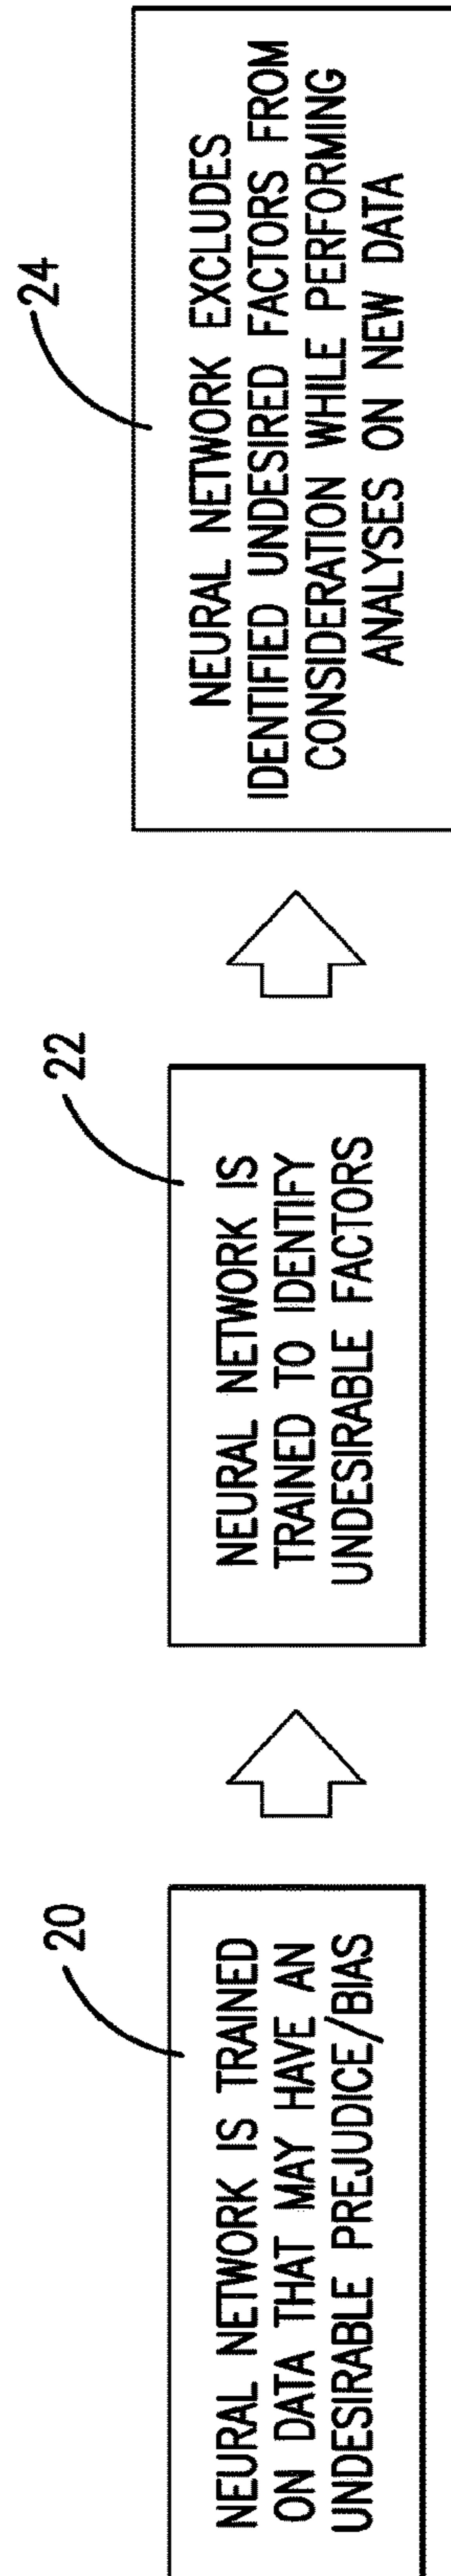 20
NEURAL NETWORK IS TRAINED
ON DATA THAT MAY HAVE AN
UNDESIRABLE PREJUDICE/BIAS
22
NEURAL NETWORK IS
TRAINED TO IDENTIFY
UNDESIRABLE FACTORS
24
NEURAL NETWORK EXCLUDES
IDENTIFIED UNDESIRED FACTORS FROM
CONSIDERATION WHILE PERFORMING
ANALYSES ON NEW DATA